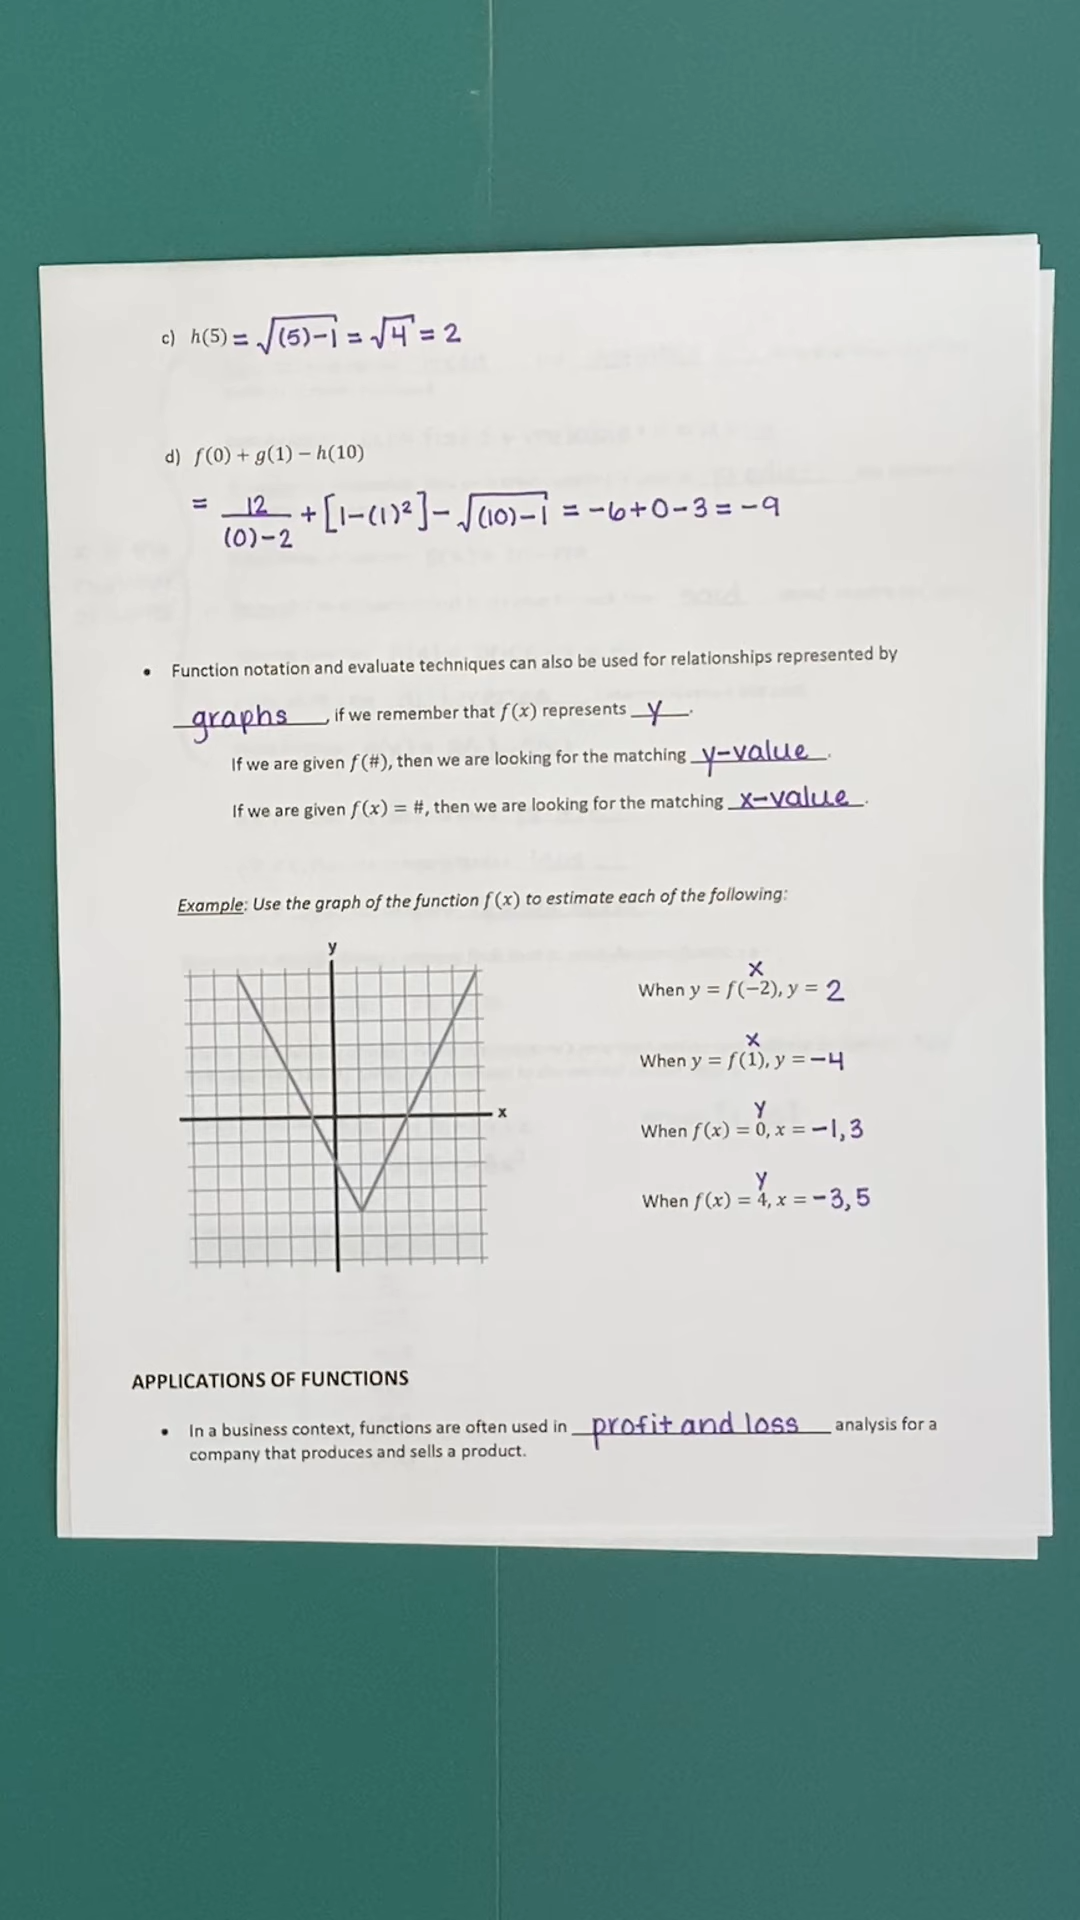 c) h(5) = √(5)-1 = √4 = 2
d) f(0) + g(1) – h(10)
= 12/(0)-2 + [1-(1)²] - √(10)-1 = -6+0-3 = -9
• Function notation and evaluate techniques can also be used for relationships represented by
graphs, if we remember that f(x) represents y.
If we are given f(#), then we are looking for the matching y-value.
If we are given f(x) = #, then we are looking for the matching x-value.
Example: Use the graph of the function f(x) to estimate each of the following:
y
x
x
When y = f(−2), y = 2
x
When y = f(1), y = -4
y
When f(x) = 0, x = -1, 3
y
When f(x) = 4, x = -3, 5
APPLICATIONS OF FUNCTIONS
• In a business context, functions are often used in profit and loss analysis for a
company that produces and sells a product.